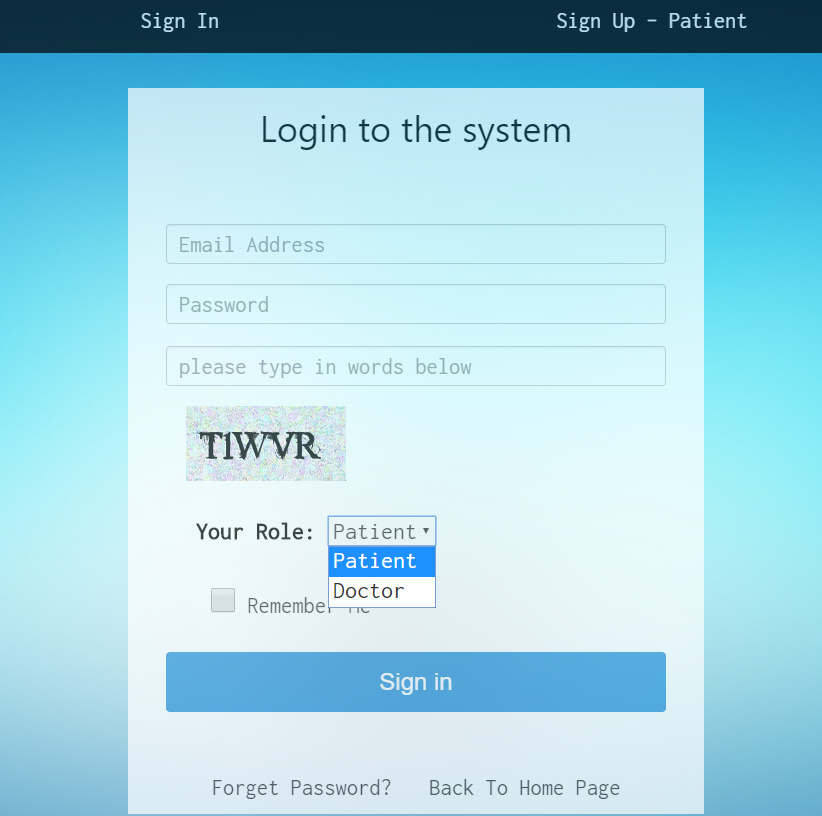 Sign In Sign Up - Patient
Login to the system
Email Address
Password
please type in words below
T1WVR
Your Role: Patient
Patient
Doctor
Remember me
Sign in
Forget Password? Back To Home Page